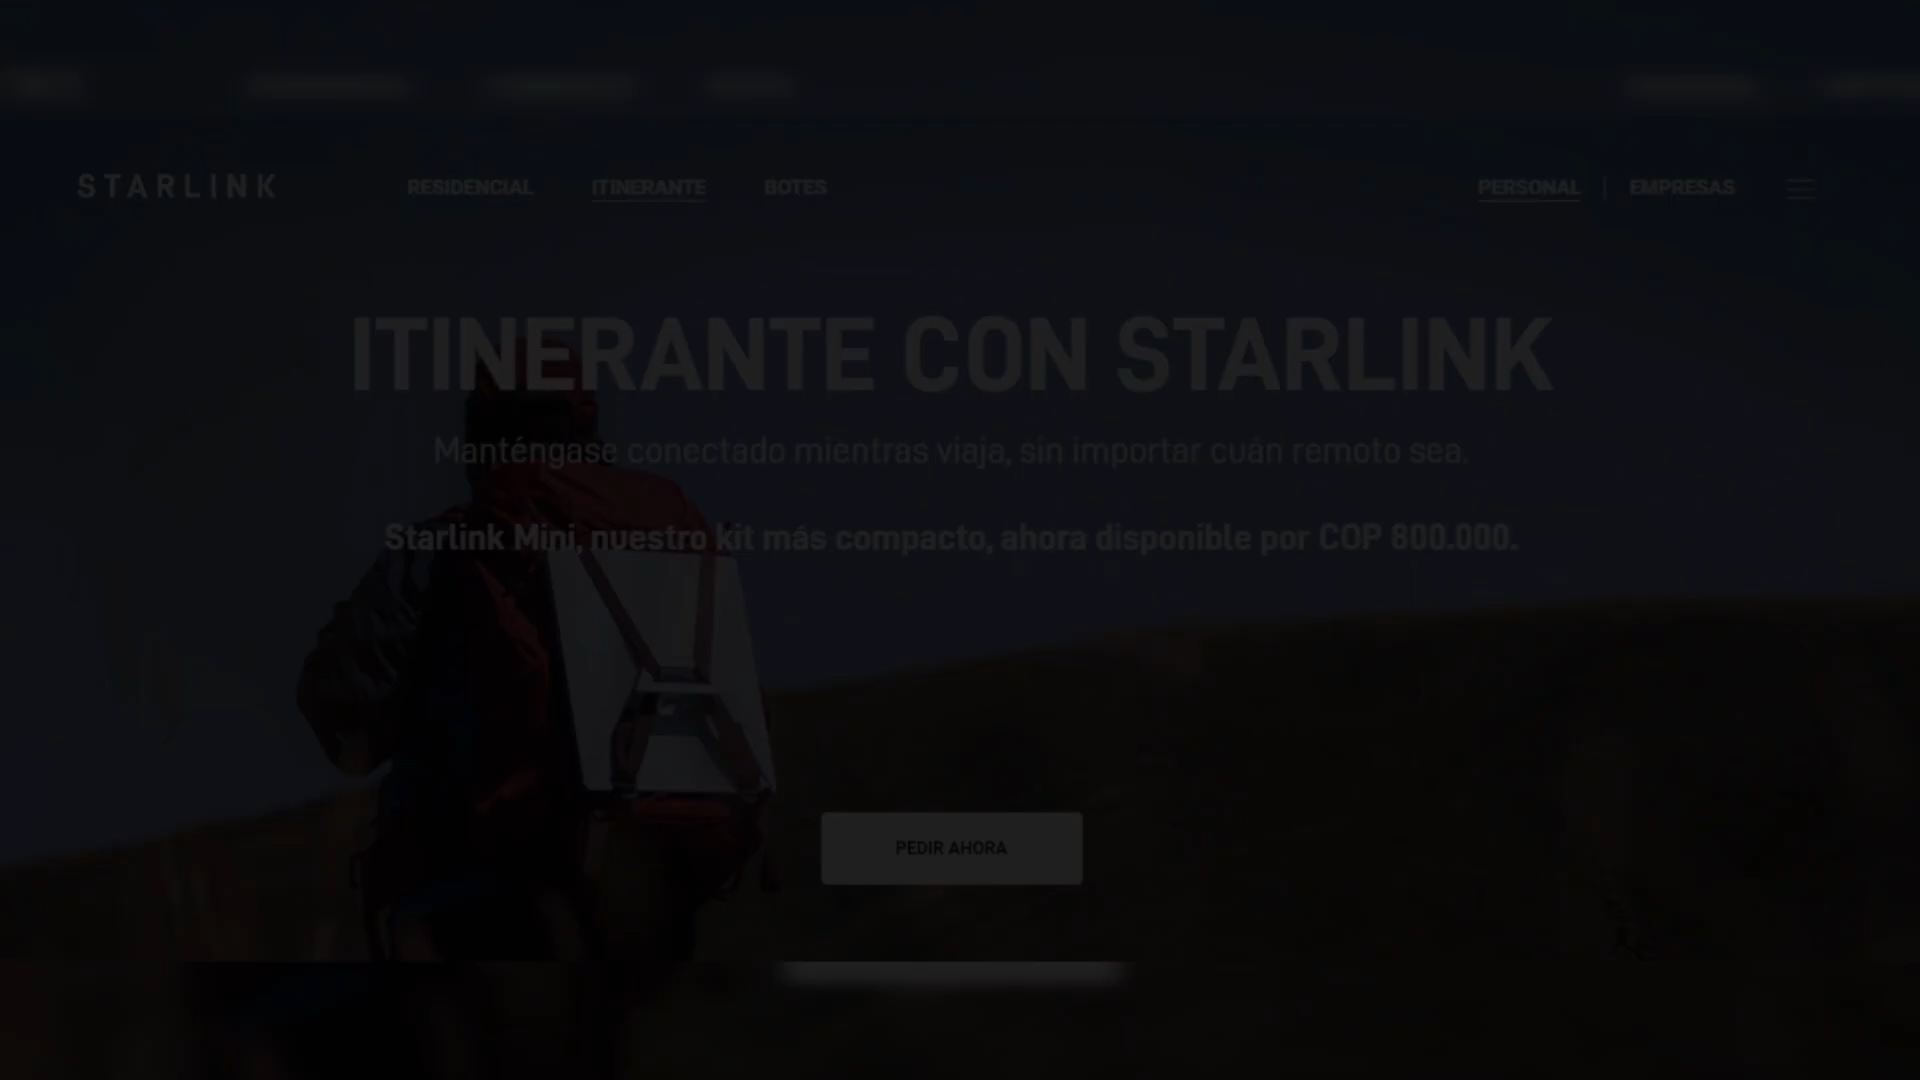 STARLINK RESIDENCIAL ITINERANTE BOTES PERSONAL | EMPRESAS
ITINERANTE CON STARLINK
Manténgase conectado mientras viaja, sin importar cuán remoto sea.
Starlink Mini, nuestro kit más compacto, ahora disponible por COP 800.000.
PEDIR AHORA